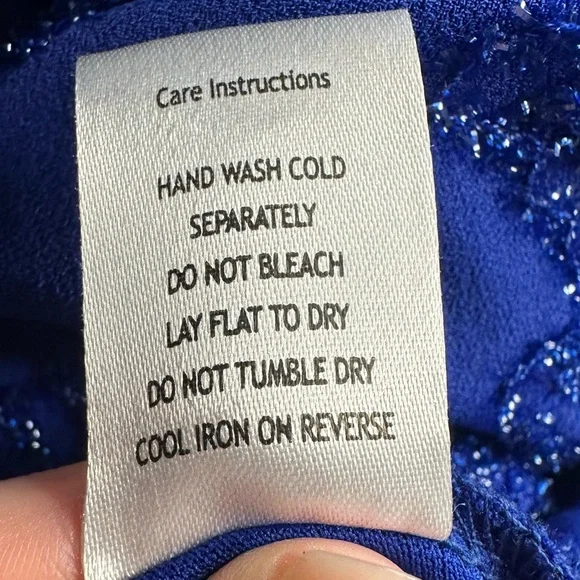 Care Instructions
HAND WASH COLD
SEPARATELY
DO NOT BLEACH
LAY FLAT TO DRY
DO NOT TUMBLE DRY
COOL IRON ON REVERSE